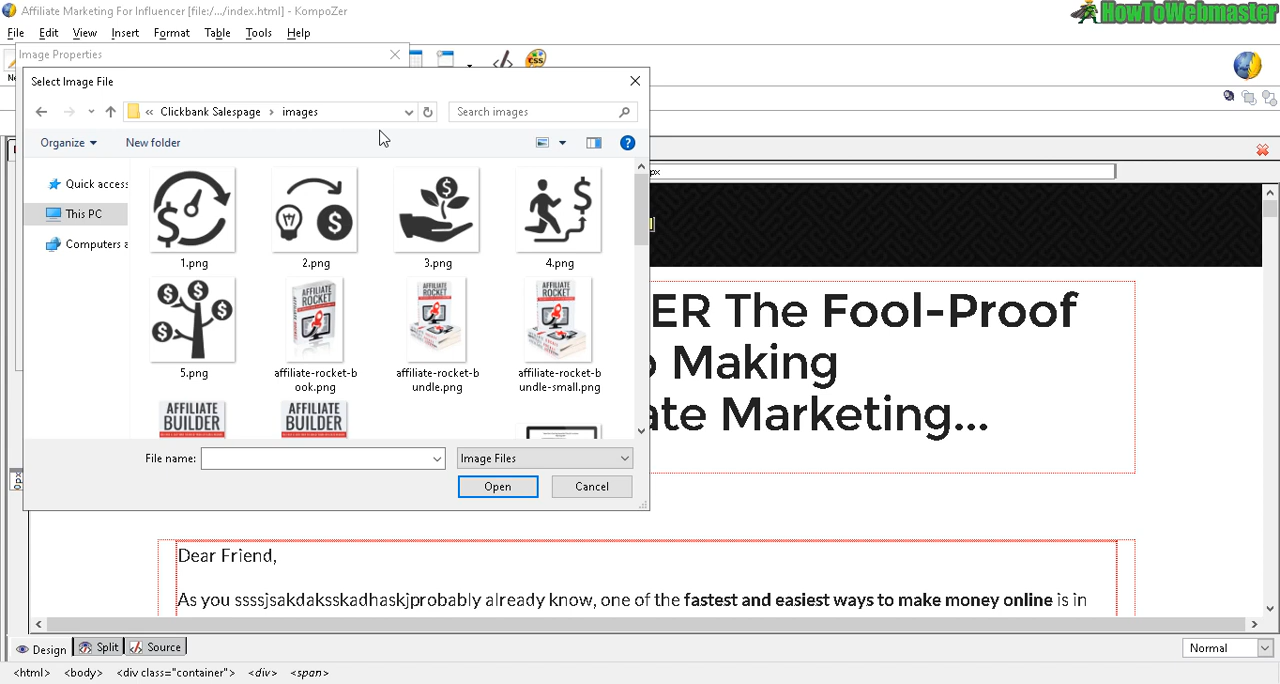 Affiliate Marketing For Influencer [file:/.../index.html] - KompoZer
HowToWebmaster
File Edit View Insert Format Table Tools Help
Image Properties
Select Image File
« Clickbank Salespage > images
Search images
Organize
New folder
Quick access
This PC
Computers a
1.png
2.png
3.png
4.png
5.png
affiliate-rocket-b
ook.png
affiliate-rocket-b
undle.png
affiliate-rocket-b
undle-small.png
AFFILIATE
BUILDER
AFFILIATE
BUILDER
File name:
Image Files
Open
Cancel
px
ER The Fool-Proof
o Making
ate Marketing...
0px
Dear Friend,
As you ssssjsakdaksskadhaskjprobably already know, one of the fastest and easiest ways to make money online is in
Design
Split
Source
Normal
<html> <body> <div class="container"> <div> <span>